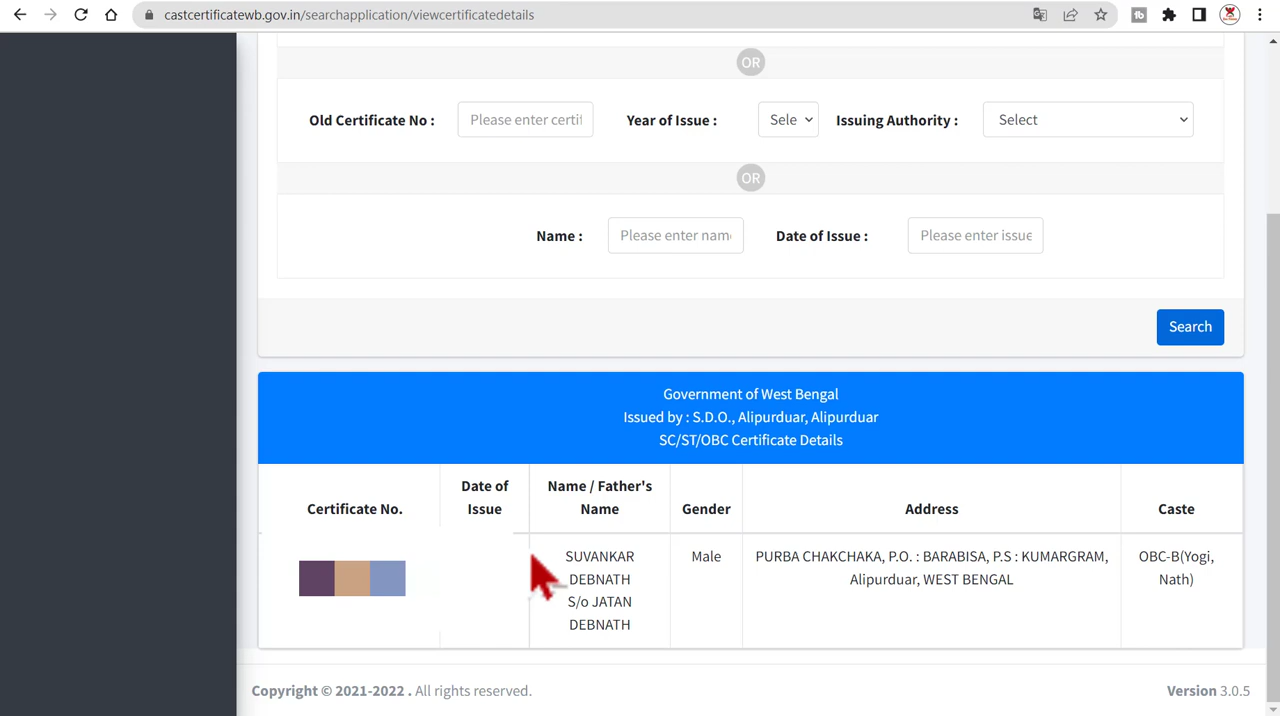 castcertificatewb.gov.in/searchapplication/viewcertificatedetails
OR
Old Certificate No :
Please enter certif
Year of Issue :
Sele
Issuing Authority :
Select
OR
Name :
Please enter name
Date of Issue :
Please enter issue
Search
Government of West Bengal
Issued by : S.D.O., Alipurduar, Alipurduar
SC/ST/OBC Certificate Details
Certificate No.
Date of
Issue
Name / Father's
Name
Gender
Address
Caste
SUVANKAR
DEBNATH
S/o JATAN
DEBNATH
Male
PURBA CHAKCHAKA, P.O. : BARABISA, P.S : KUMARGRAM,
Alipurduar, WEST BENGAL
OBC-B(Yogi,
Nath)
Copyright © 2021-2022 . All rights reserved.
Version 3.0.5